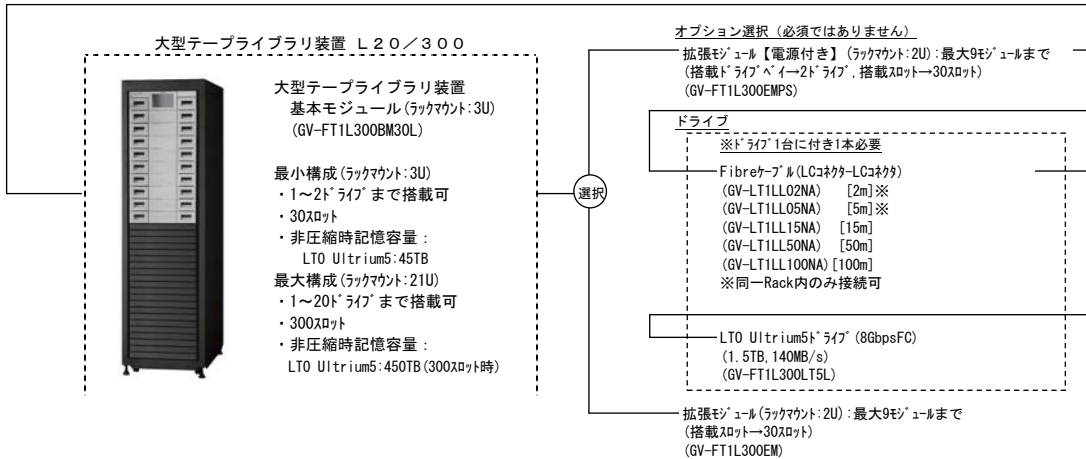 大型テープライブラリ装置 Ｌ２０／３００
大型テープライブラリ装置
基本モジュール(ラックマウント:3U)
(GV-FT1L300BM30L)
最小構成(ラックマウント:3U)
・1～2ﾄﾞﾗｲﾌﾞまで搭載可
・30ｽﾛｯﾄ
・非圧縮時記憶容量：
LTO Ultrium5:45TB
最大構成(ラックマウント:21U)
・1～20ﾄﾞﾗｲﾌﾞまで搭載可
・300ｽﾛｯﾄ
・非圧縮時記憶容量：
LTO Ultrium5:450TB(300ｽﾛｯﾄ時)
選択
オプション選択（必須ではありません）
拡張ﾓｼﾞｭｰﾙ【電源付き】(ラックマウント:2U):最大9ﾓｼﾞｭｰﾙまで
(搭載ﾄﾞﾗｲﾌﾞﾍﾞｲ→2ﾄﾞﾗｲﾌﾞ,搭載ｽﾛｯﾄ→30ｽﾛｯﾄ)
(GV-FT1L300EMPS)
ドライブ
※ﾄﾞﾗｲﾌﾞ1台に付き1本必要
Fibreｹｰﾌﾞﾙ(LCｺﾈｸﾀ-LCｺﾈｸﾀ)
(GV-LT1LL02NA) [2m]※
(GV-LT1LL05NA) [5m]※
(GV-LT1LL15NA) [15m]
(GV-LT1LL50NA) [50m]
(GV-LT1LL100NA)[100m]
※同一Rack内のみ接続可
LTO Ultrium5ﾄﾞﾗｲﾌﾞ(8GbpsFC)
(1.5TB,140MB/s)
(GV-FT1L300LT5L)
拡張ﾓｼﾞｭｰﾙ(ラックマウント:2U):最大9ﾓｼﾞｭｰﾙまで
(搭載ｽﾛｯﾄ→30ｽﾛｯﾄ)
(GV-FT1L300EM)